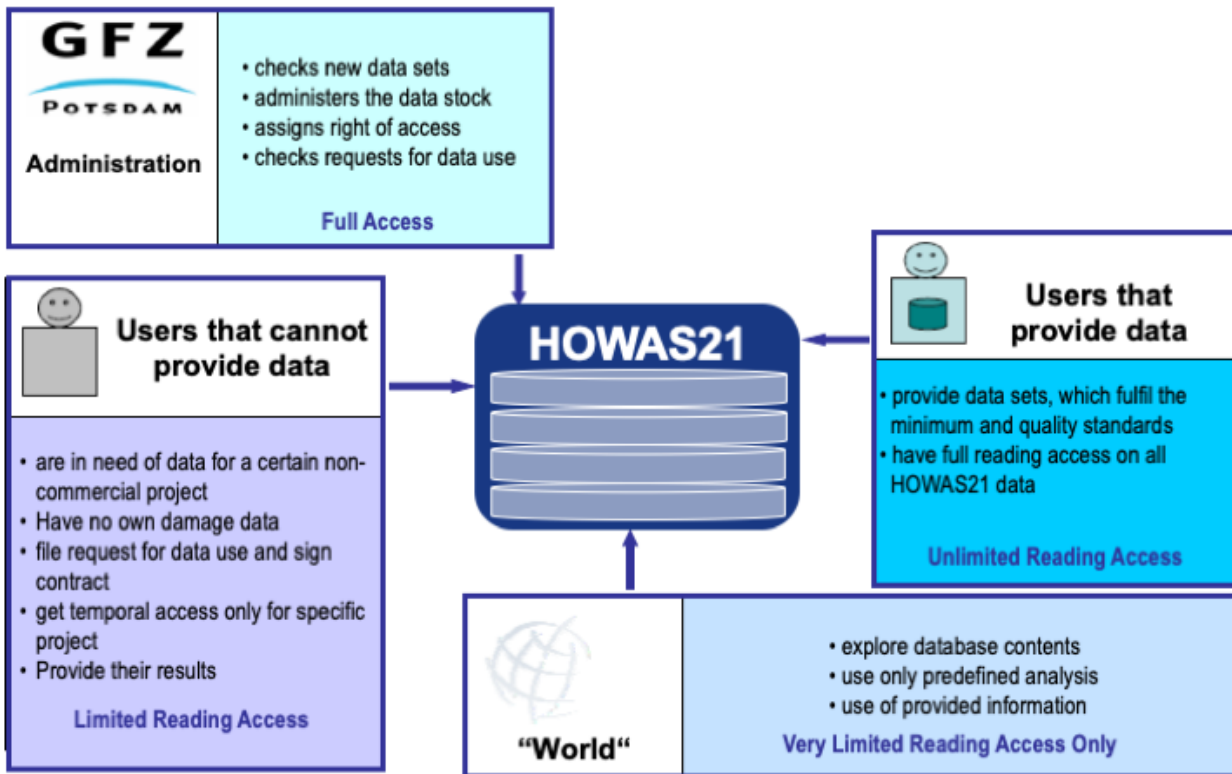 GFZ
POTSDAM
Administration
• checks new data sets
• administers the data stock
• assigns right of access
• checks requests for data use
Full Access
Users that cannot
provide data
• are in need of data for a certain non-
commercial project
• Have no own damage data
• file request for data use and sign
contract
• get temporal access only for specific
project
• Provide their results
Limited Reading Access
HOWAS21
Users that
provide data
• provide data sets, which fulfil the
minimum and quality standards
• have full reading access on all
HOWAS21 data
Unlimited Reading Access
“World“
• explore database contents
• use only predefined analysis
• use of provided information
Very Limited Reading Access Only